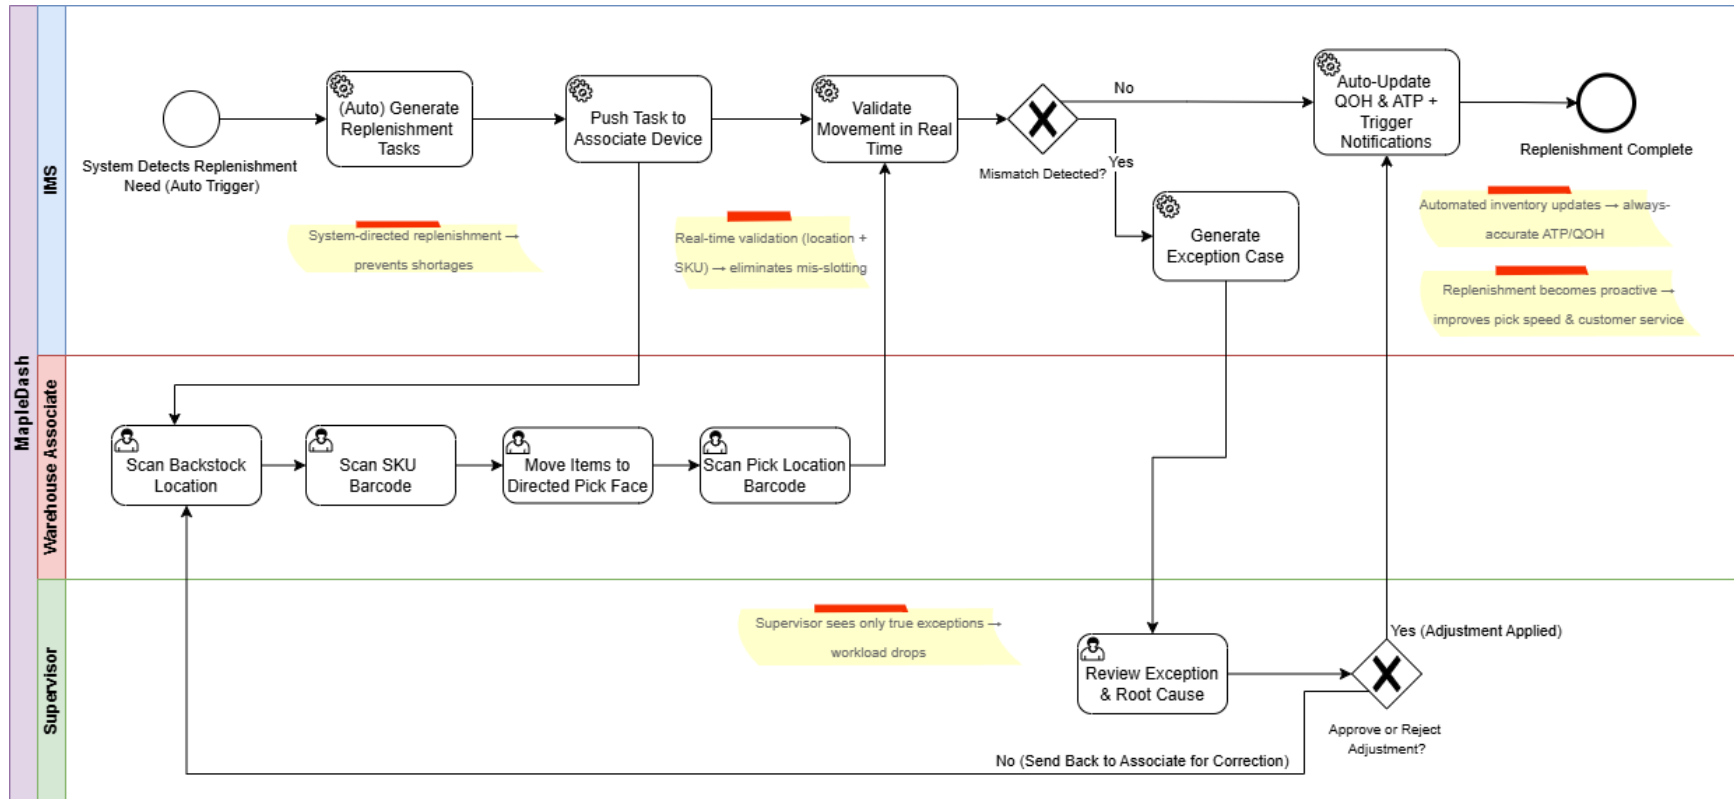 MapleDash
IMS
System Detects Replenishment
Need (Auto Trigger)
(Auto) Generate
Replenishment
Tasks
Push Task to
Associate Device
Validate
Movement in Real
Time
Mismatch Detected?
No
Yes
Generate
Exception Case
Auto-Update
QOH & ATP +
Trigger
Notifications
Replenishment Complete
System-directed replenishment →
prevents shortages
Real-time validation (location +
SKU) → eliminates mis-slotting
Automated inventory updates → always-
accurate ATP/QOH
Replenishment becomes proactive →
improves pick speed & customer service
Warehouse Associate
Scan Backstock
Location
Scan SKU
Barcode
Move Items to
Directed Pick Face
Scan Pick Location
Barcode
Supervisor
Supervisor sees only true exceptions →
workload drops
Review Exception
& Root Cause
Yes (Adjustment Applied)
Approve or Reject
Adjustment?
No (Send Back to Associate for Correction)